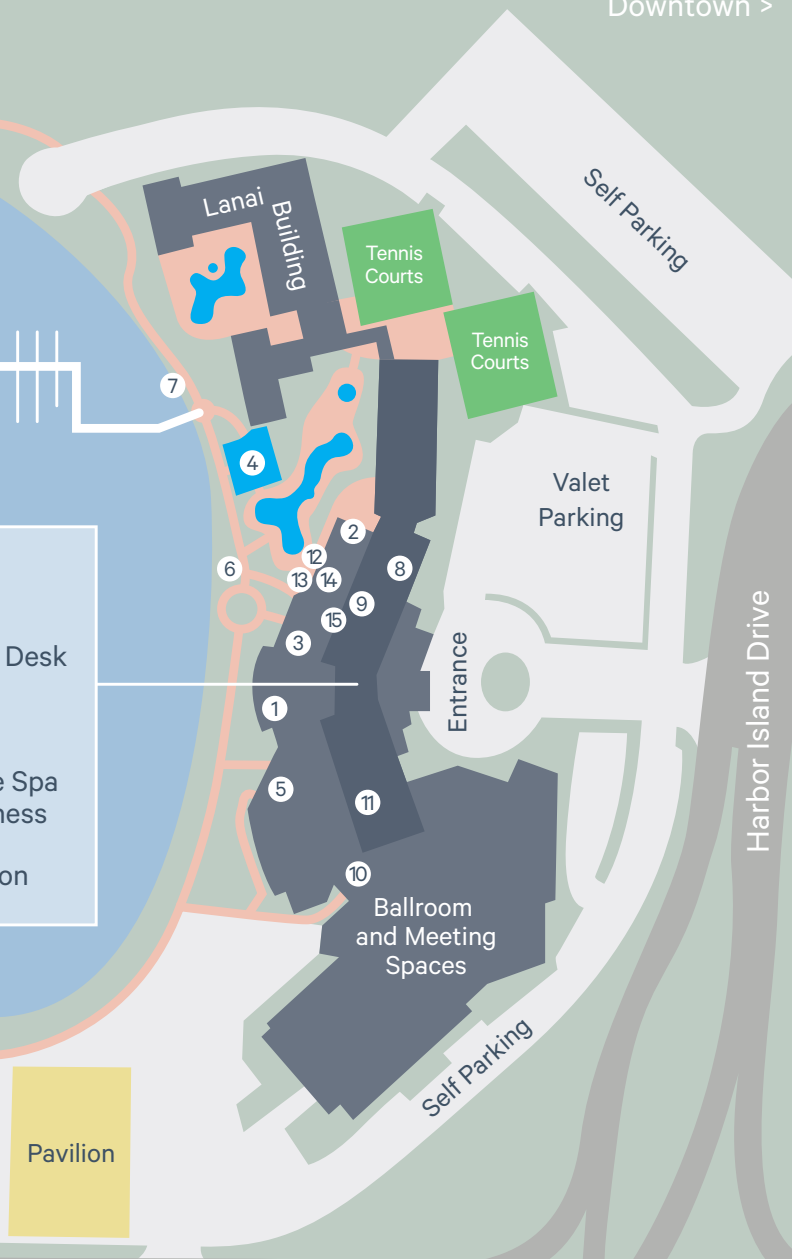 Downtown >
Self Parking
Lanai
Building
Tennis
Courts
Tennis
Courts
7
4
Valet
Parking
2
12
6
13
14
8
9
15
3
Desk
Entrance
Harbor Island Drive
1
e Spa
5
11
ness
on
10
Ballroom
and Meeting
Spaces
Self Parking
Pavilion